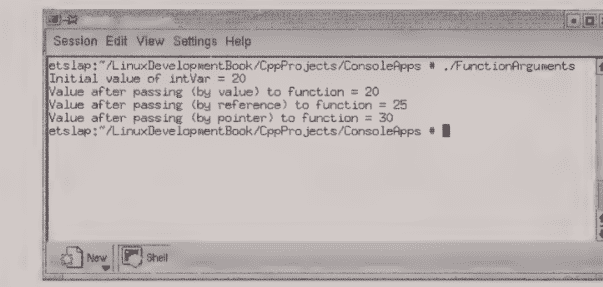 Session Edit View Settings Help
etslap:~/LinuxDevelopmentBook/CppProjects/ConsoleApps # ./FunctionArguments
Initial value of intVar = 20
Value after passing (by value) to function = 20
Value after passing (by reference) to function = 25
Value after passing (by pointer) to function = 30
etslap:~/LinuxDevelopmentBook/CppProjects/ConsoleApps #
New Shell